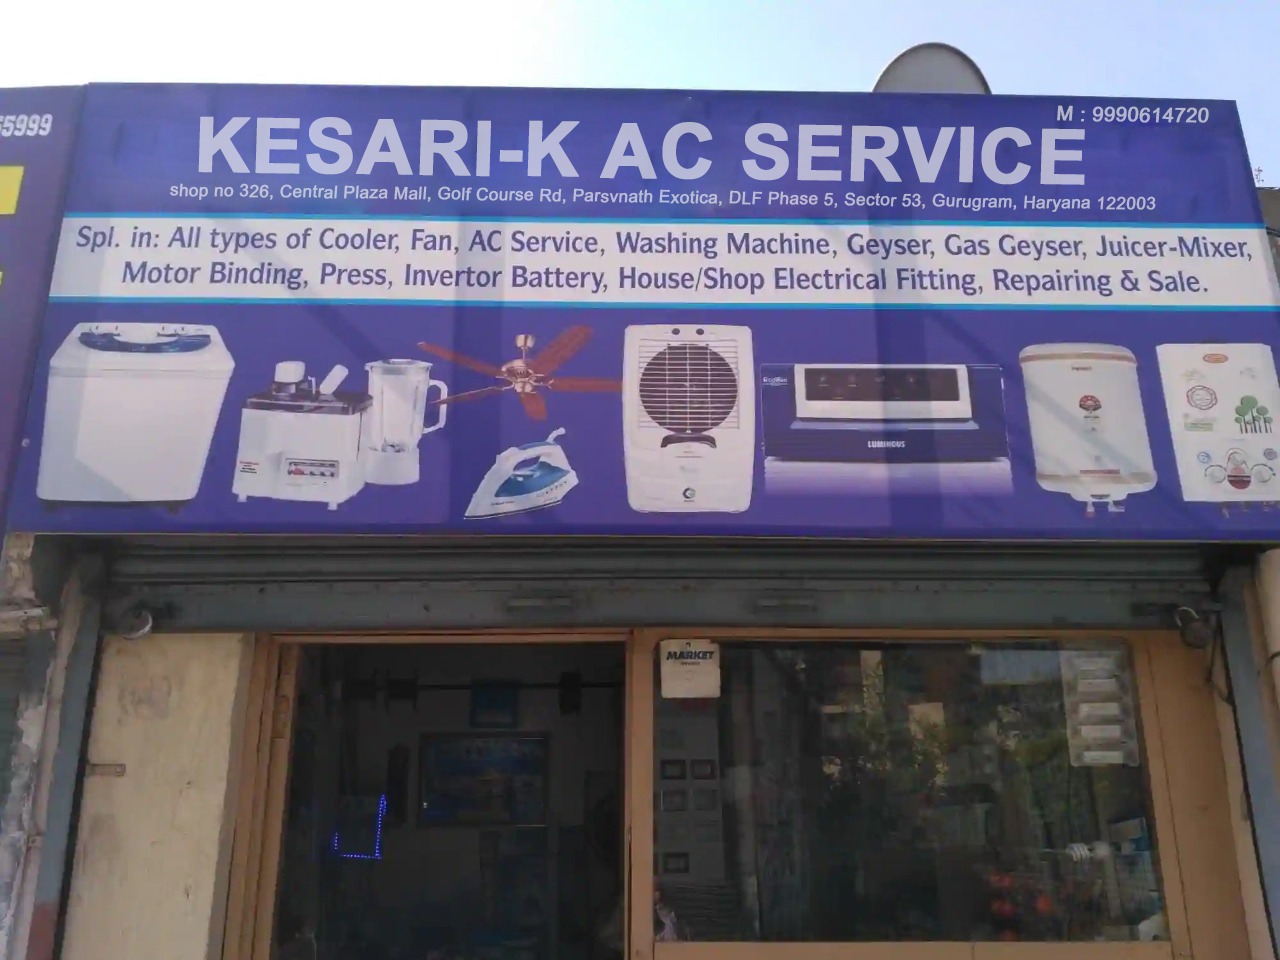 55999
M : 9990614720
KESARI-K AC SERVICE
shop no 326, Central Plaza Mall, Golf Course Rd, Parsvnath Exotica, DLF Phase 5, Sector 53, Gurugram, Haryana 122003
Spl. in: All types of Cooler, Fan, AC Service, Washing Machine, Geyser, Gas Geyser, Juicer-Mixer,
Motor Binding, Press, Invertor Battery, House/Shop Electrical Fitting, Repairing & Sale.
LUMINOUS
MARKET